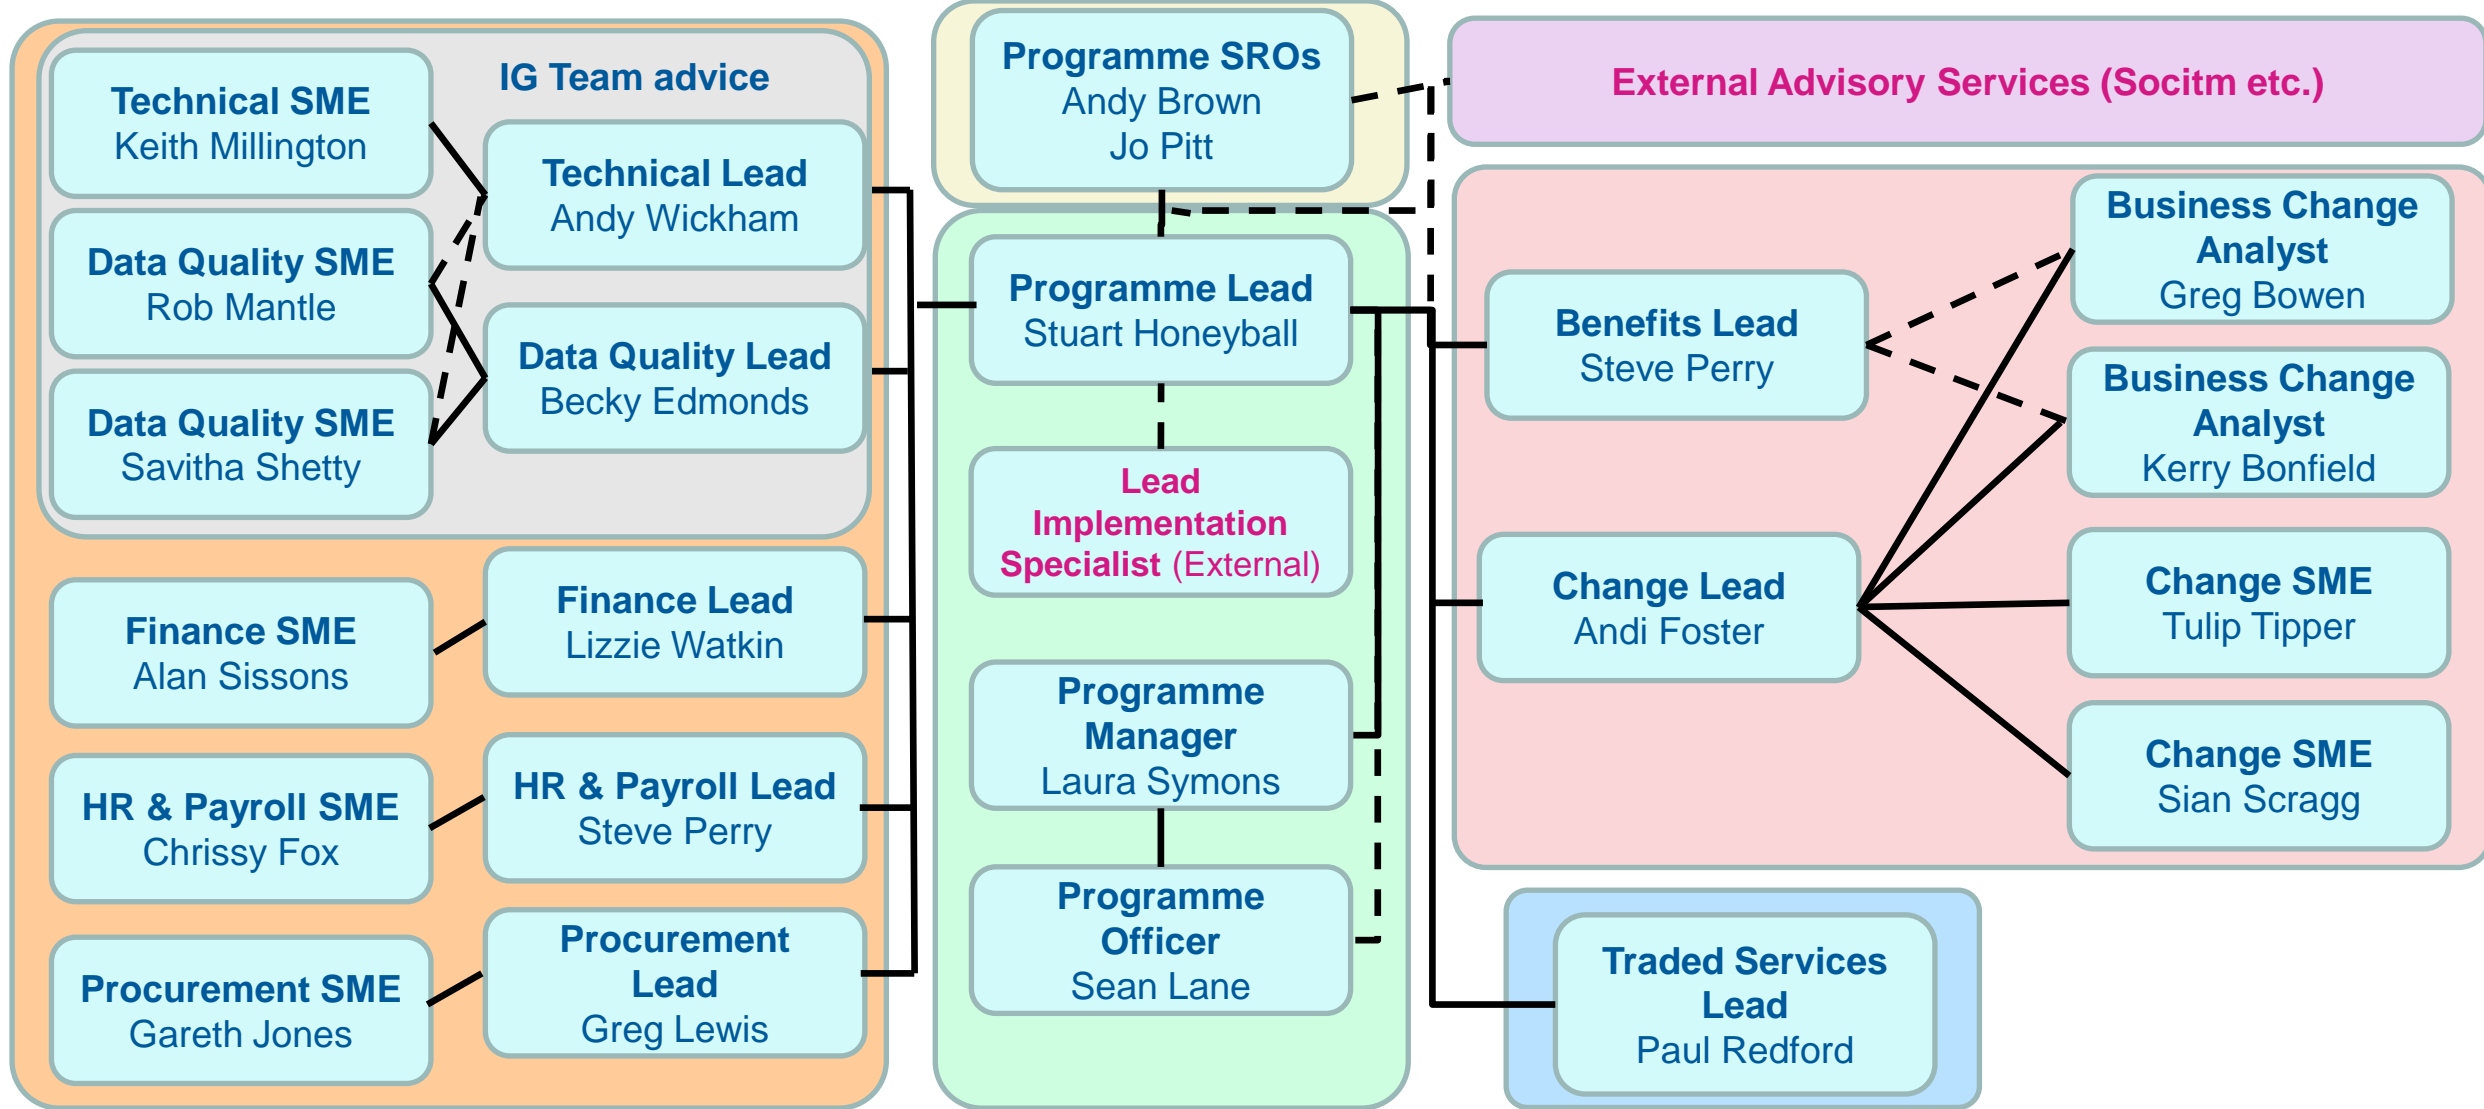 Technical SME
Keith Millington
Data Quality SME
Rob Mantle
Data Quality SME
Savitha Shetty
IG Team advice
Technical Lead
Andy Wickham
Data Quality Lead
Becky Edmonds
Finance SME
Alan Sissons
Finance Lead
Lizzie Watkin
HR & Payroll SME
Chrissy Fox
HR & Payroll Lead
Steve Perry
Procurement SME
Gareth Jones
Procurement
Lead
Greg Lewis
Programme SROs
Andy Brown
Jo Pitt
Programme Lead
Stuart Honeyball
Lead
Implementation
Specialist (External)
Programme
Manager
Laura Symons
Programme
Officer
Sean Lane
External Advisory Services (Socitm etc.)
Benefits Lead
Steve Perry
Change Lead
Andi Foster
Business Change
Analyst
Greg Bowen
Business Change
Analyst
Kerry Bonfield
Change SME
Tulip Tipper
Change SME
Sian Scragg
Traded Services
Lead
Paul Redford